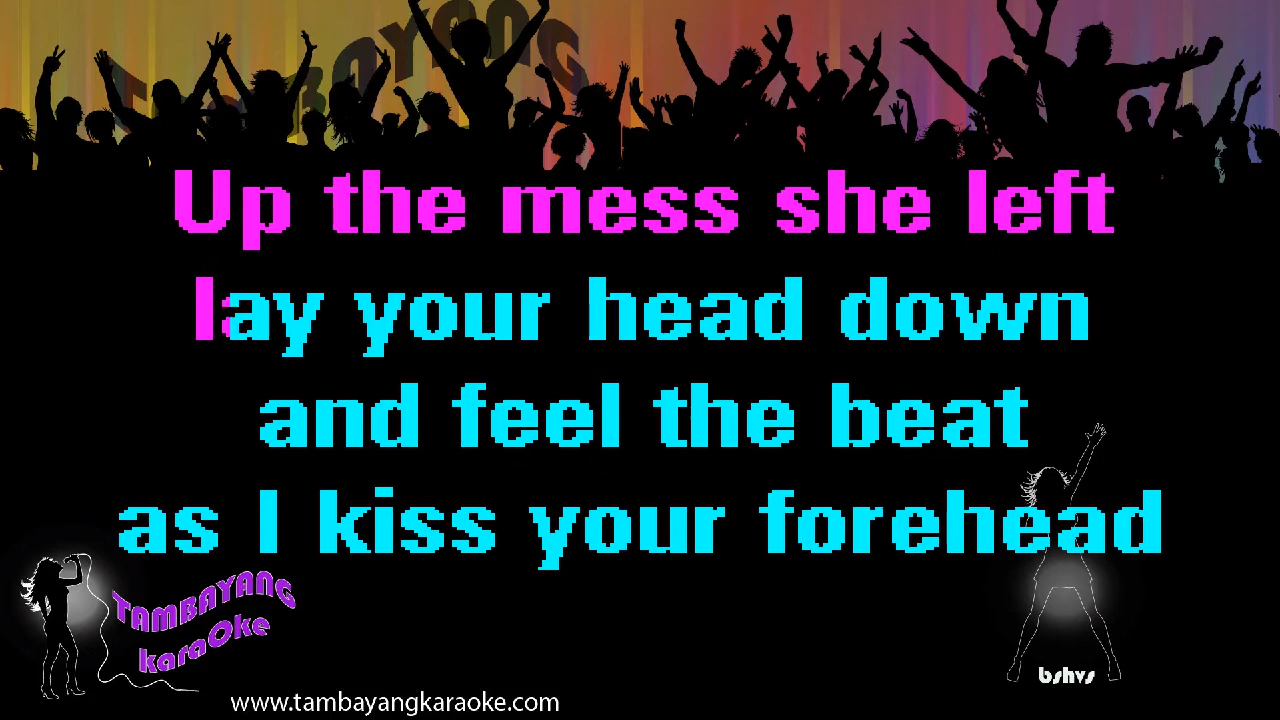 TAMBAYANG
Up the mess she left
lay your head down
and feel the beat
as I kiss your forehead
TAMBAYANG
karaOke
bshvs
www.tambayangkaraoke.com